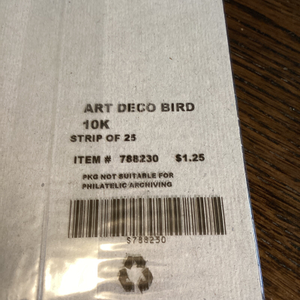 ART DECO BIRD
10K
STRIP OF 25
ITEM # 788230 $1.25
PKG NOT SUITABLE FOR
PHILATELIC ARCHIVING
S788230